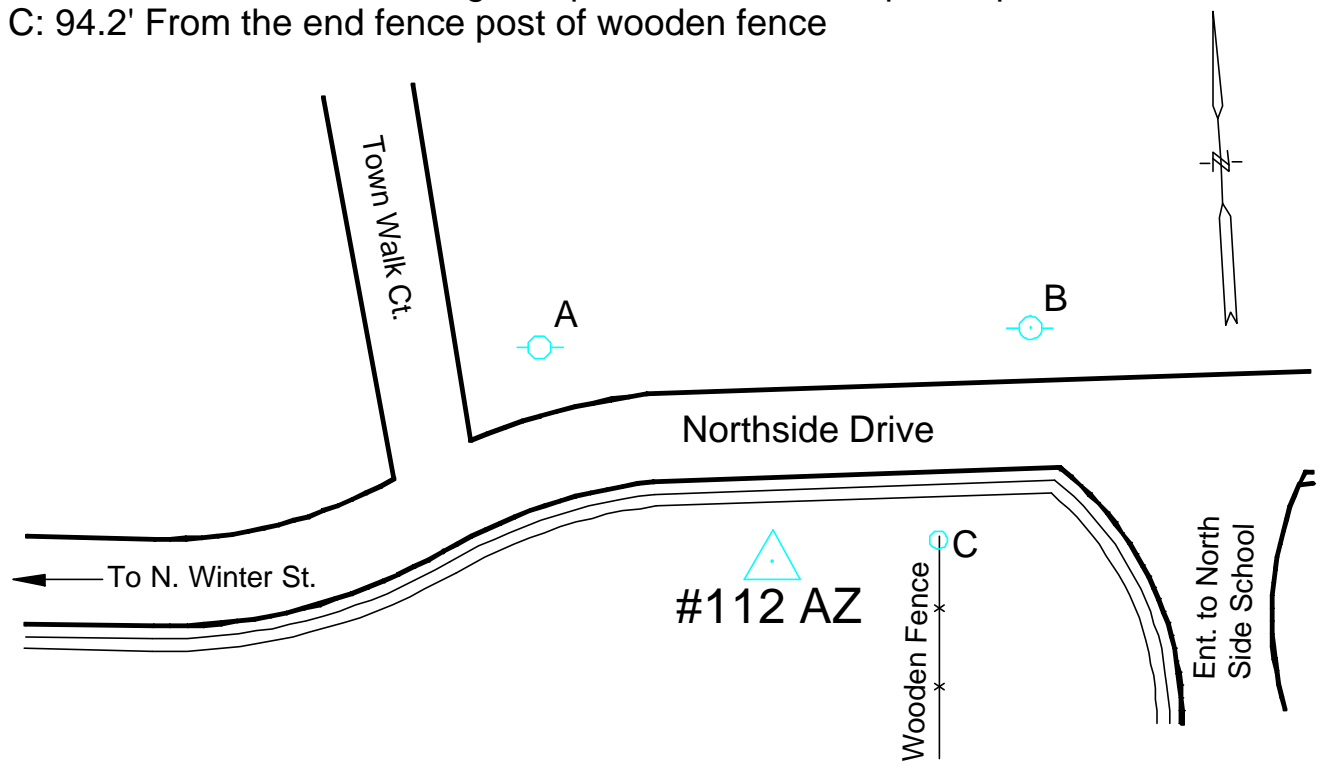 C: 94.2' From the end fence post of wooden fence
Town Walk Ct.
N
A
B
Northside Drive
To N. Winter St.
C
#112 AZ
Wooden Fence
Ent. to North
Side School